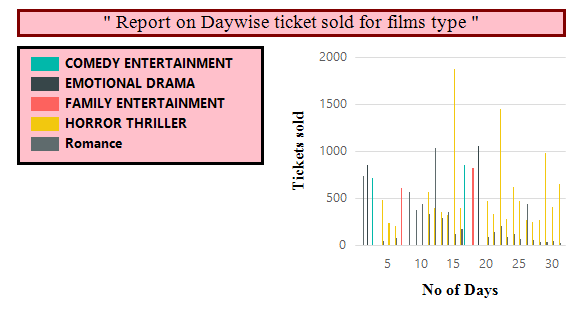 " Report on Daywise ticket sold for films type "
COMEDY ENTERTAINMENT
EMOTIONAL DRAMA
FAMILY ENTERTAINMENT
HORROR THRILLER
Romance
Tickets sold
2000
1500
1000
500
0
5 10 15 20 25 30
No of Days